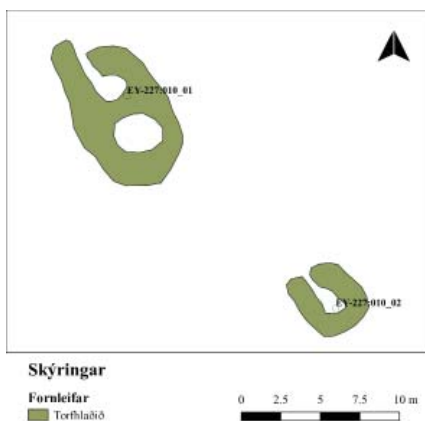 EY-227:010_01
EY-227:010_02
Skýringar
Fornleifar
Torfhlaðið
0 2.5 5 7.5 10 m